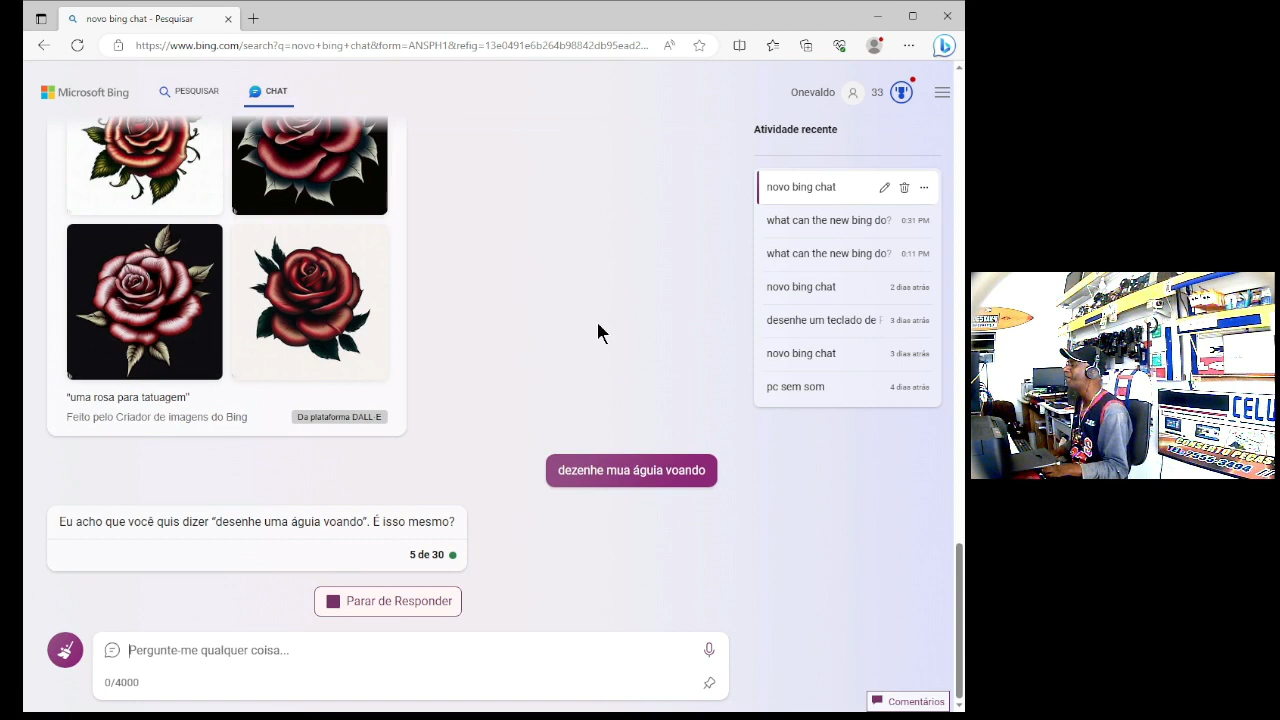 novo bing chat - Pesquisar
https://www.bing.com/search?q=novo+bing+chat&form=ANSPH1&refig=13e0491e6b264b98842db95ead2...
Microsoft Bing
PESQUISAR
CHAT
Onevaldo
33
Atividade recente
novo bing chat
what can the new bing do? 0:31 PM
what can the new bing do? 0:11 PM
novo bing chat 2 dias atrás
desenhe um teclado de 3 dias atrás
novo bing chat 3 dias atrás
pc sem som 4 dias atrás
"uma rosa para tatuagem"
Feito pelo Criador de imagens do Bing
Da plataforma DALL-E
dezenhe mua águia voando
Eu acho que você quis dizer “desenhe uma águia voando”. É isso mesmo?
5 de 30
Parar de Responder
Pergunte-me qualquer coisa...
0/4000
Comentários
CELU